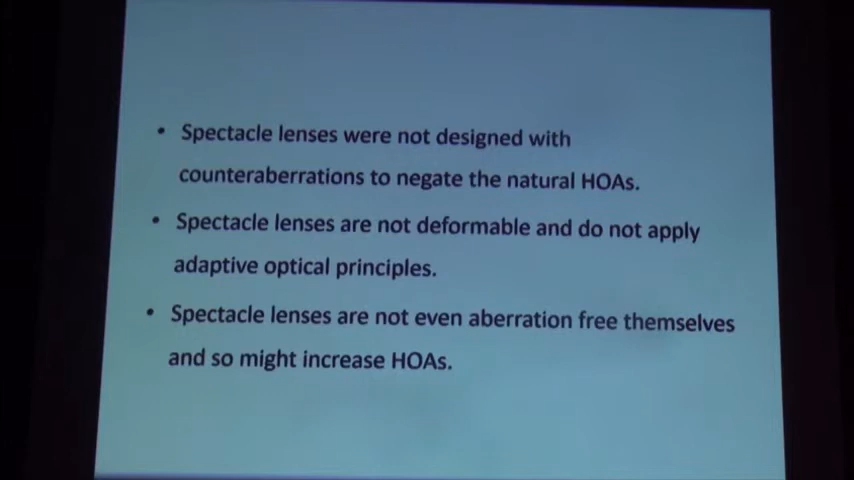 • Spectacle lenses were not designed with
counteraberrations to negate the natural HOAs.
• Spectacle lenses are not deformable and do not apply
adaptive optical principles.
• Spectacle lenses are not even aberration free themselves
and so might increase HOAs.